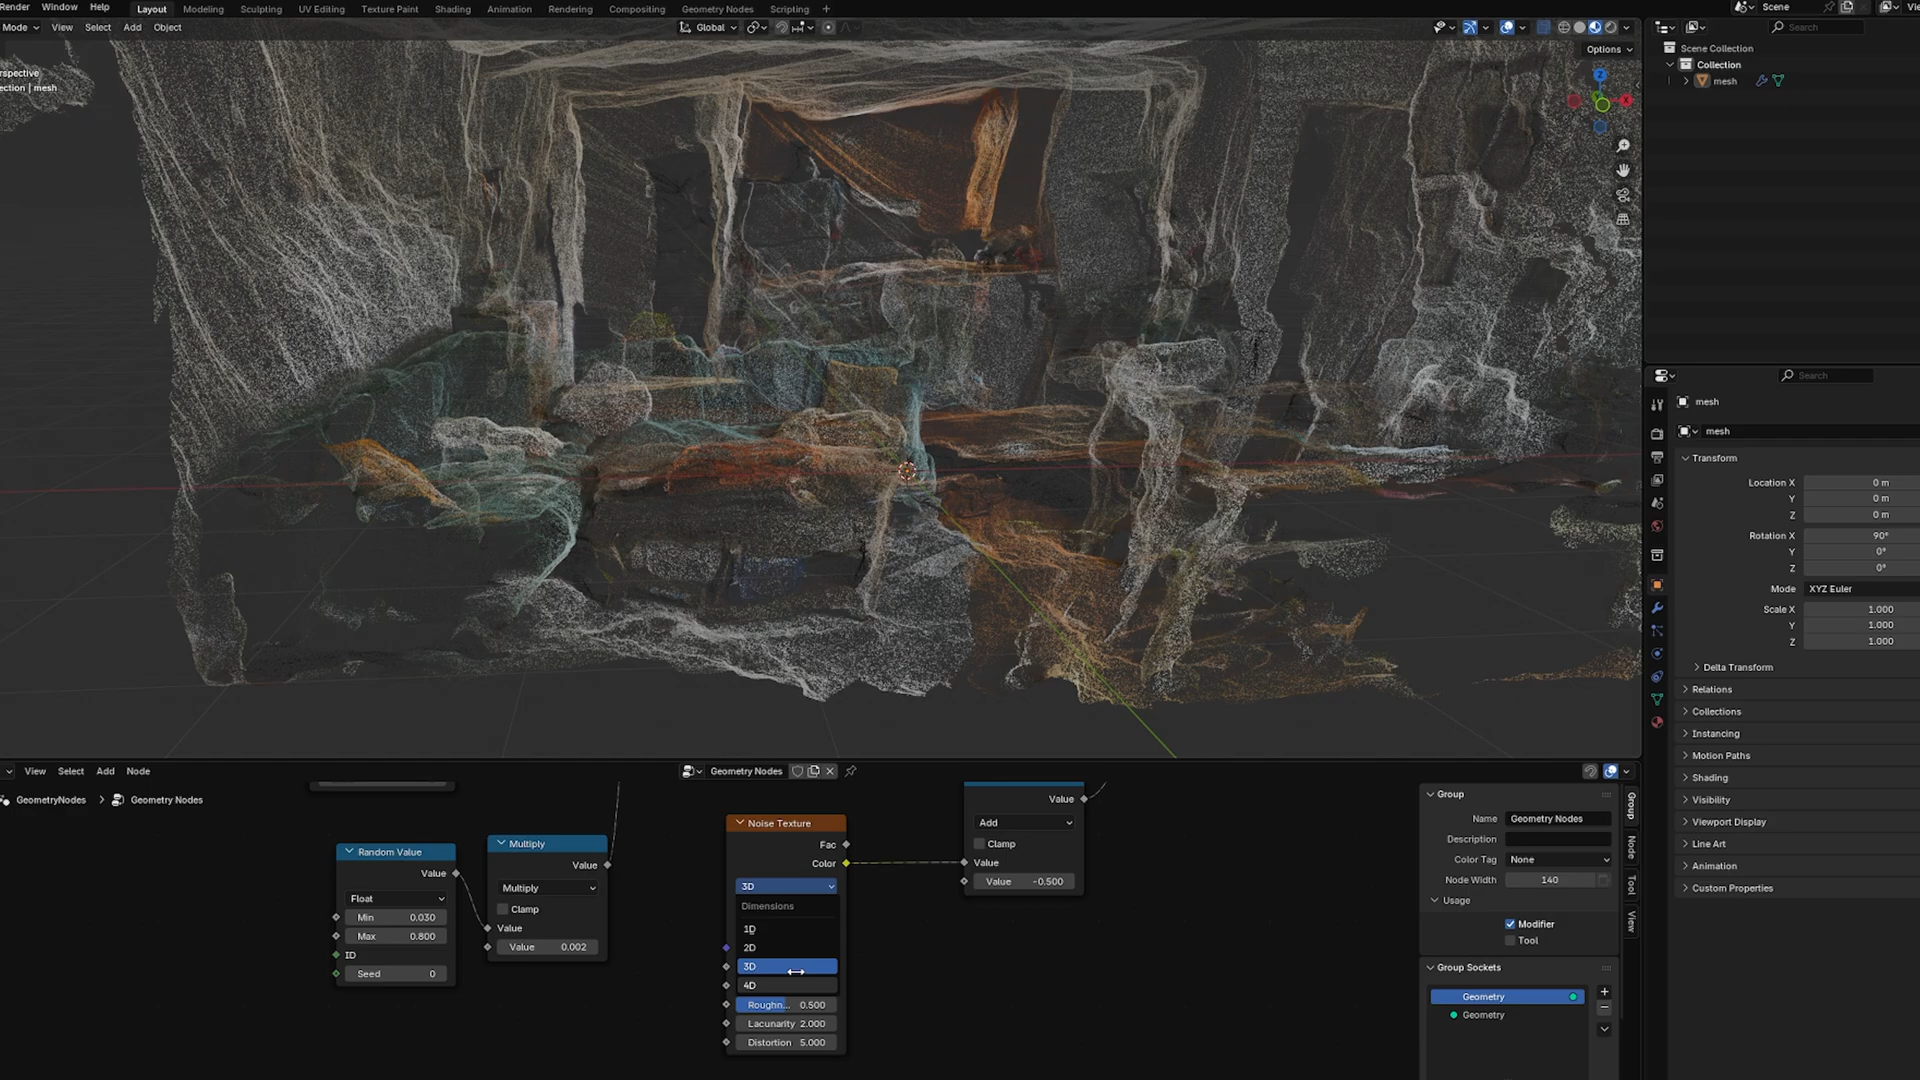 Render Window Help Layout Modeling Sculpting UV Editing Texture Paint Shading Animation Rendering Compositing Geometry Nodes Scripting + Scene
Mode View Select Add Object Global Search
Options
Scene Collection
Collection
mesh
rspective
ection | mesh
Z
X
Search
mesh
mesh
Transform
Location X 0 m
Y 0 m
Z 0 m
Rotation X 90°
Y 0°
Z 0°
Mode XYZ Euler
Scale X 1.000
Y 1.000
Z 1.000
Delta Transform
Relations
Collections
Instancing
Motion Paths
Shading
Visibility
Viewport Display
Line Art
Animation
Custom Properties
View Select Add Node Geometry Nodes
GeometryNodes > Geometry Nodes
Random Value
Value
Float
Min 0.030
Max 0.800
ID
Seed 0
Multiply
Value
Multiply
Clamp
Value
Value 0.002
Noise Texture
Fac
Color
3D
Dimensions
1D
2D
3D
4D
Roughn... 0.500
Lacunarity 2.000
Distortion 5.000
Value
Add
Clamp
Value
Value -0.500
Group
Name Geometry Nodes
Description
Color Tag None
Node Width 140
Usage
Modifier
Tool
Group Sockets
Geometry
Geometry
Group
Node
Tool
View